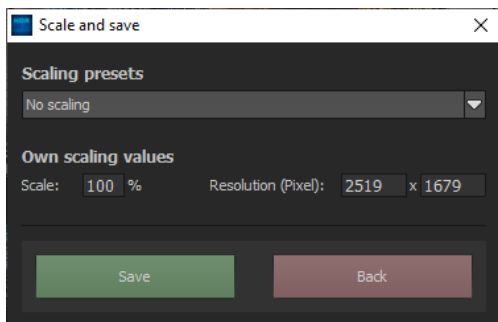 Scale and save
Scaling presets
No scaling
Own scaling values
Scale: 100 % Resolution (Pixel): 2519 x 1679
Save Back